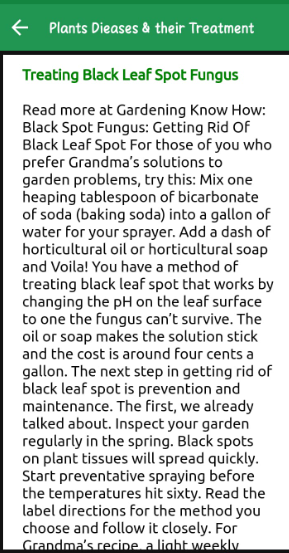 Plants Dieases & their Treatment
Treating Black Leaf Spot Fungus
Read more at Gardening Know How:
Black Spot Fungus: Getting Rid Of
Black Leaf Spot For those of you who
prefer Grandma's solutions to
garden problems, try this: Mix one
heaping tablespoon of bicarbonate
of soda (baking soda) into a gallon of
water for your sprayer. Add a dash of
horticultural oil or horticultural soap
and Voila! You have a method of
treating black leaf spot that works by
changing the pH on the leaf surface
to one the fungus can't survive. The
oil or soap makes the solution stick
and the cost is around four cents a
gallon. The next step in getting rid of
black leaf spot is prevention and
maintenance. The first, we already
talked about. Inspect your garden
regularly in the spring. Black spots
on plant tissues will spread quickly.
Start preventative spraying before
the temperatures hit sixty. Read the
label directions for the method you
choose and follow it closely. For
Grandma's recipe, a light weekly